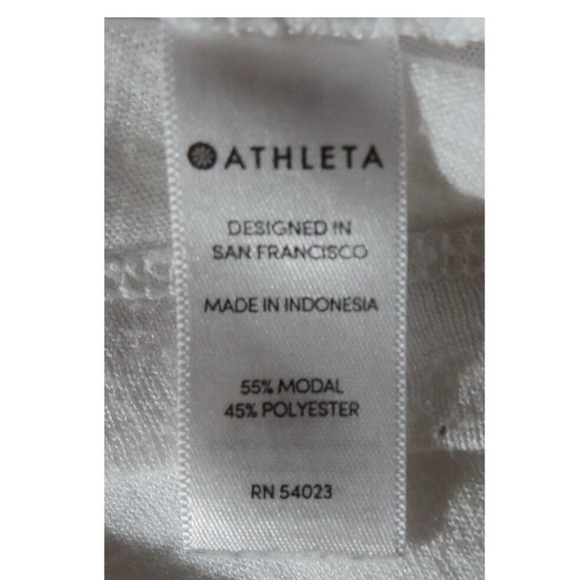 ATHLETA
DESIGNED IN
SAN FRANCISCO
MADE IN INDONESIA
55% MODAL
45% POLYESTER
RN 54023